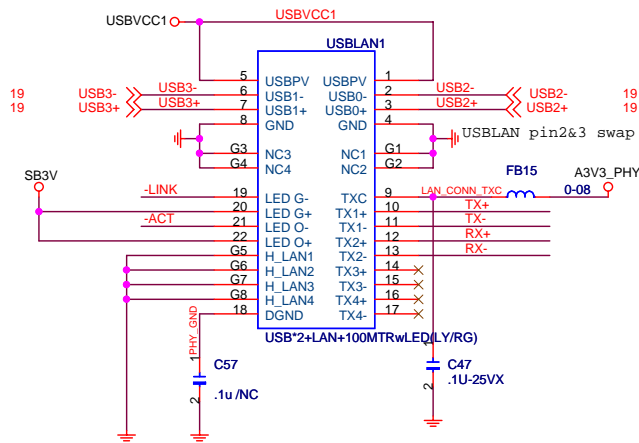 USBVCC1
USBVCC1
USBLAN1
5 USBPV USBPV 1
19 USB3- USB3- 6 USB1- USB0- 2 USB2- USB2- 19
19 USB3+ USB3+ 7 USB1+ USB0+ 3 USB2+ USB2+ 19
8 GND GND 4
USBLAN pin2&3 swap
G3 NC3 NC1 G1
G4 NC4 NC2 G2
FB15
SB3V
A3V3_PHY
-LINK 19 LED G- TXC 9 LAN_CONN_TXC 0-08
20 LED G+ TX1+ 10 TX+
-ACT 21 LED O- TX1- 11 TX-
22 LED O+ TX2+ 12 RX+
G5 H_LAN1 TX2- 13 RX-
G6 H_LAN2 TX3+ 14
G7 H_LAN3 TX3- 15
G8 H_LAN4 TX4+ 16
18 DGND TX4- 17
USB*2+LAN+100MTRwLED(LY/RG)
PHY_GND
1
C57
.1u /NC
2
1
C47
.1U-25VX
2